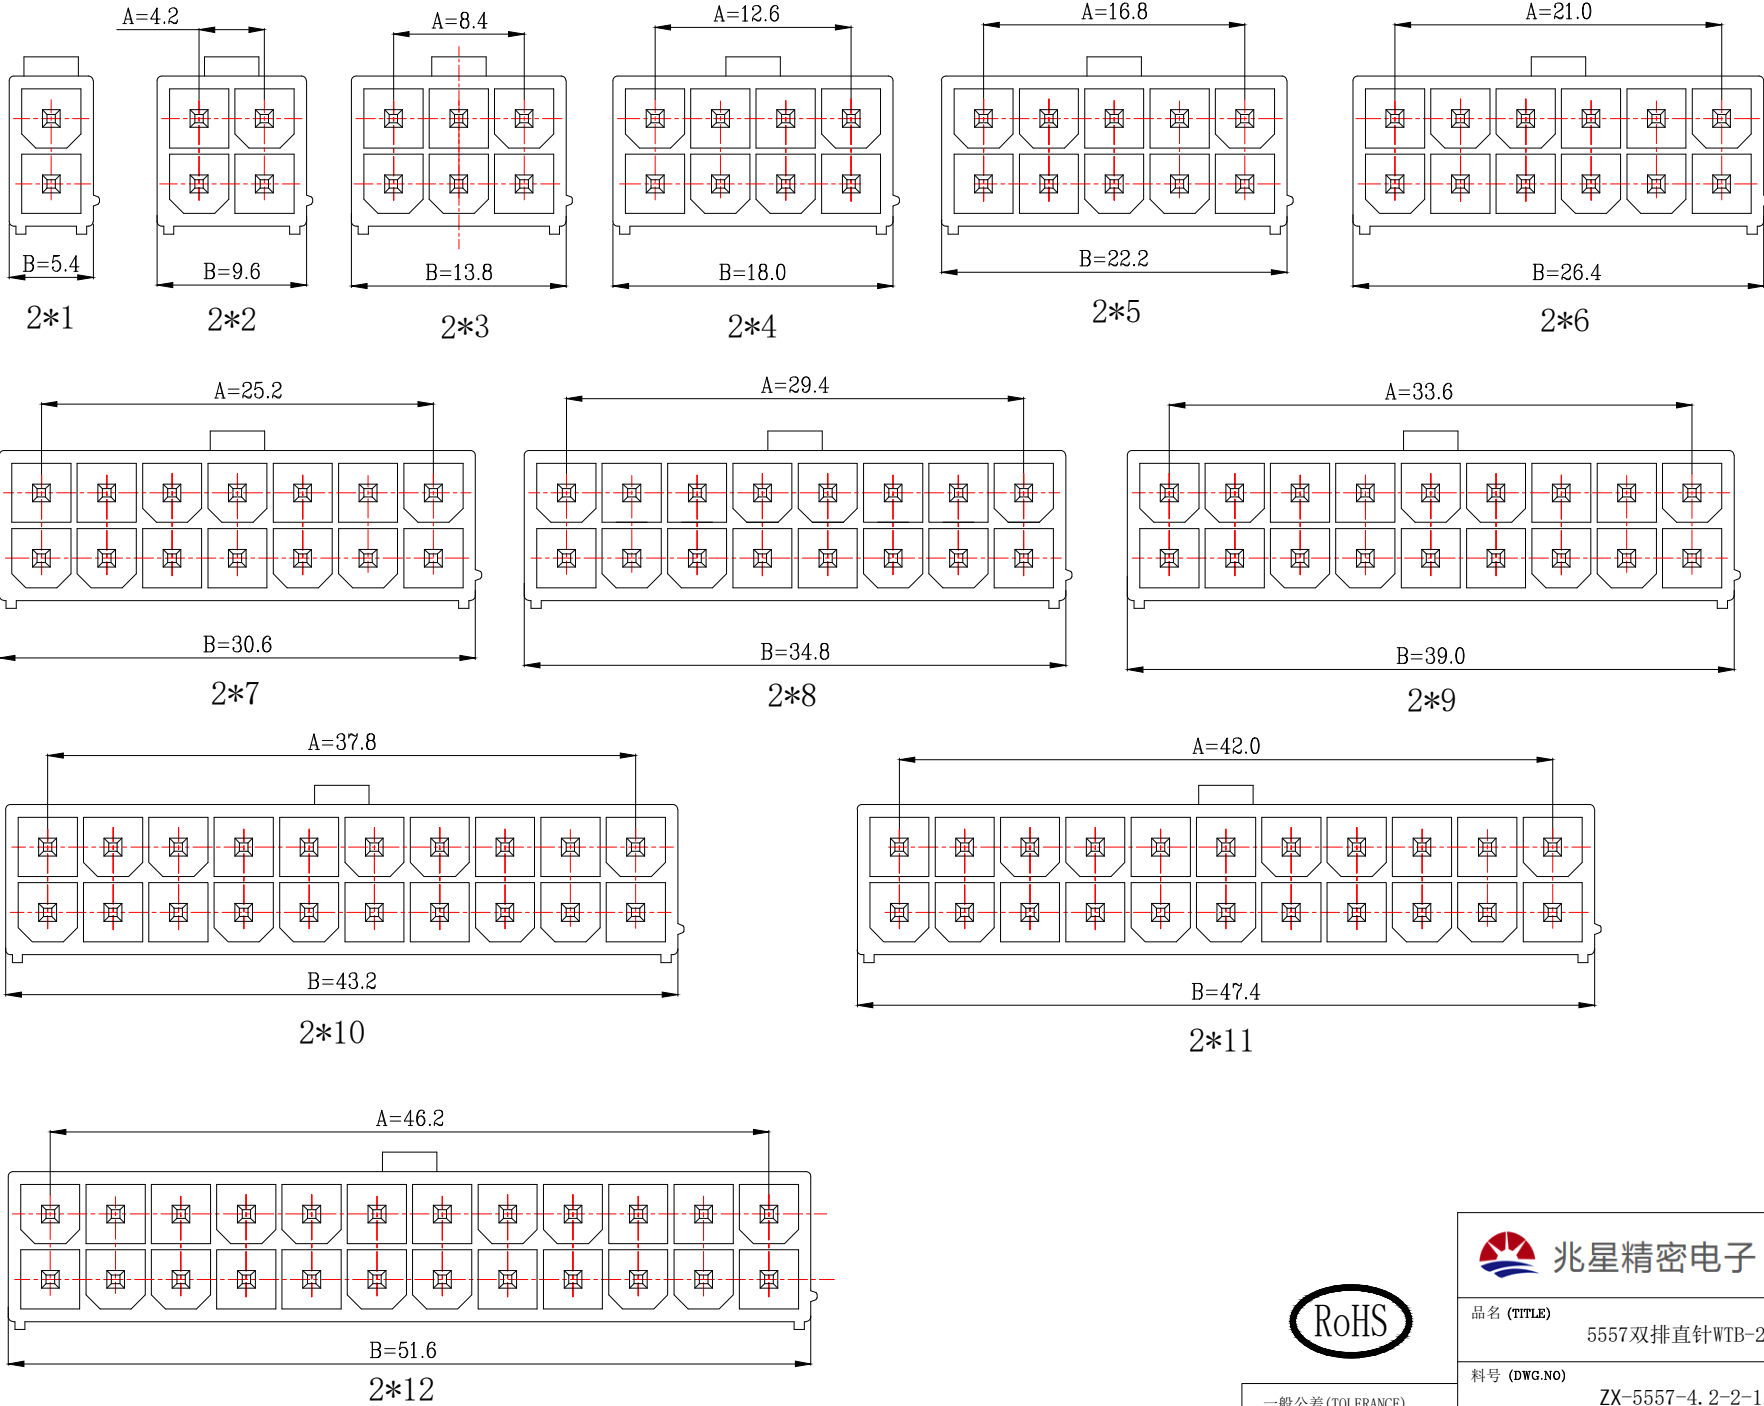 A=4.2
A=8.4
A=12.6
A=16.8
A=21.0
B=5.4
B=9.6
B=13.8
B=18.0
B=22.2
B=26.4
2*1
2*2
2*3
2*4
2*5
2*6
A=25.2
A=29.4
A=33.6
B=30.6
B=34.8
B=39.0
2*7
2*8
2*9
A=37.8
A=42.0
B=43.2
B=47.4
2*10
2*11
A=46.2
B=51.6
2*12
RoHS
兆星精密电子
品名 (TITLE)
5557双排直针WTB-2
料号 (DWG.NO)
ZX-5557-4.2-2-1
一般公差(TOLERANCE)